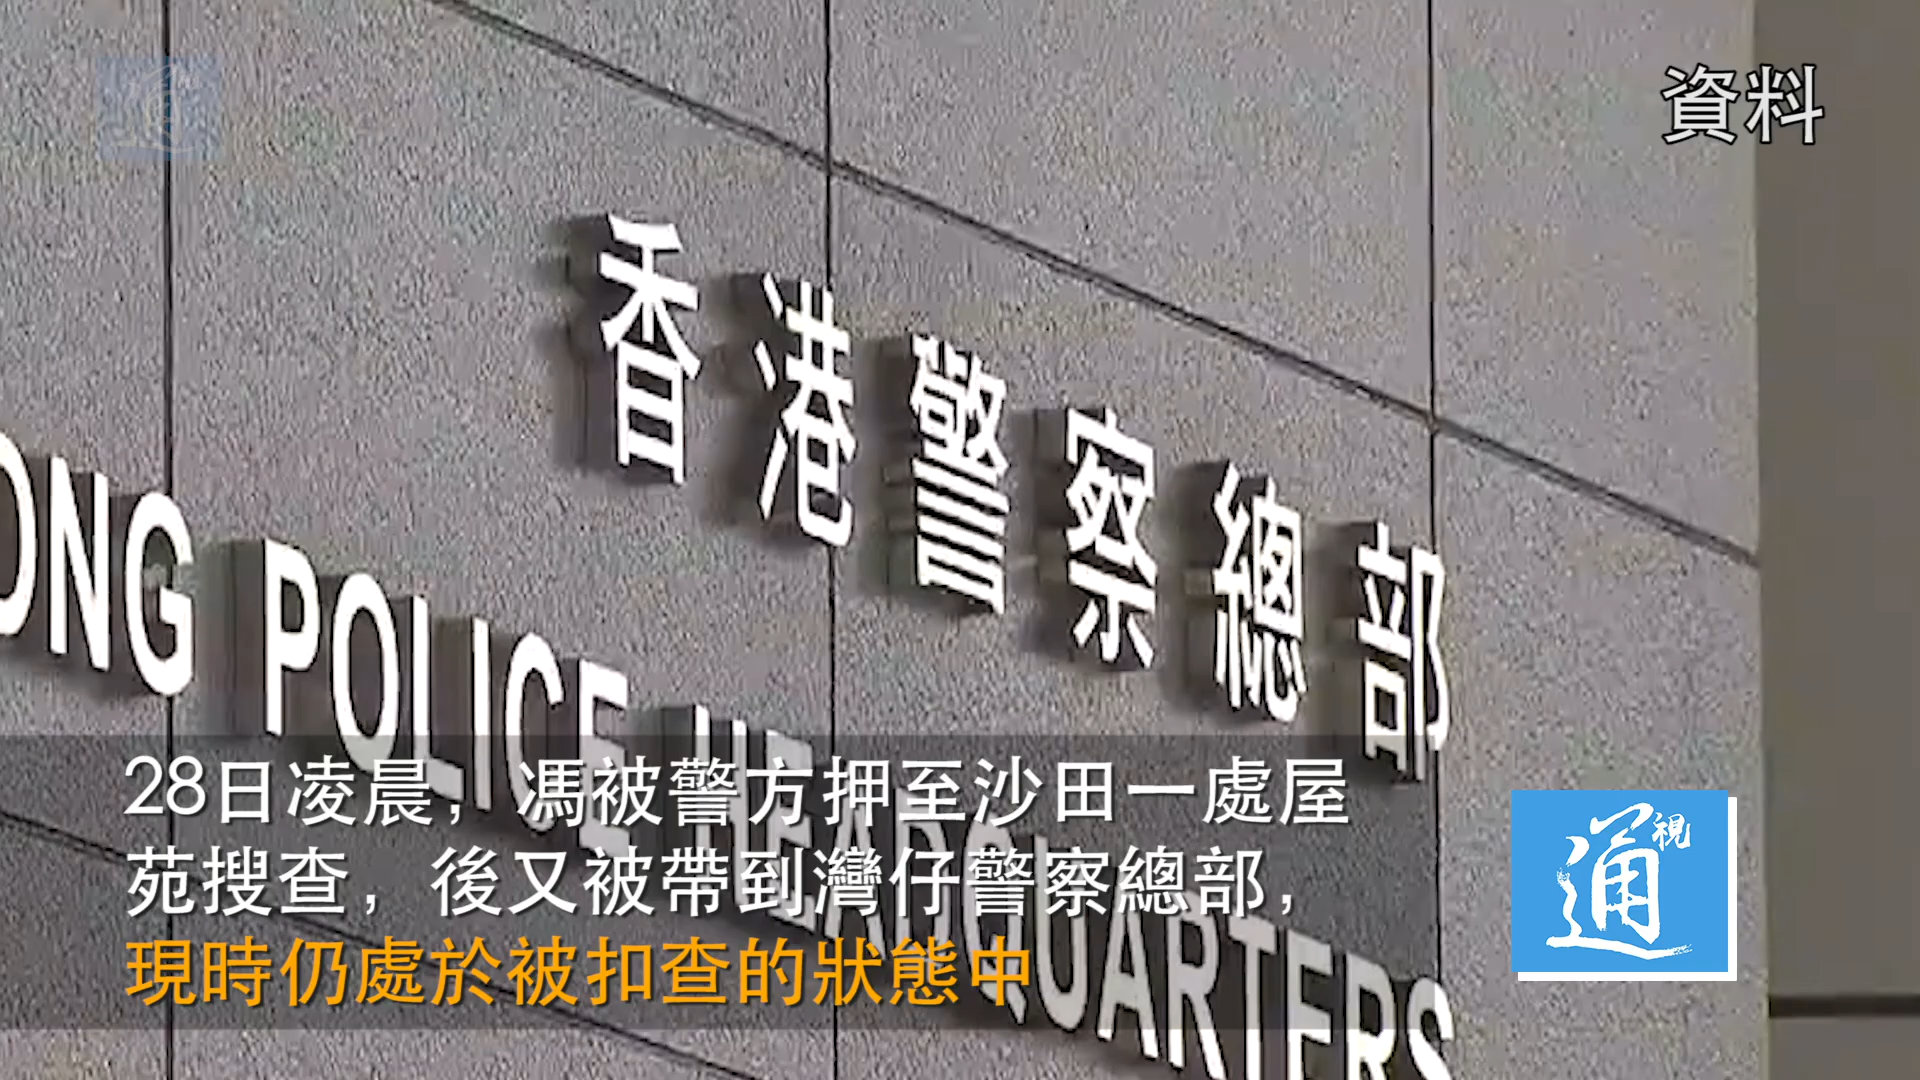 資料
香港警察總部
ONG POLICE HEADQUARTERS
28日凌晨，馮被警方押至沙田一處屋
苑搜查，後又被帶到灣仔警察總部，
現時仍處於被扣查的狀態中
通視